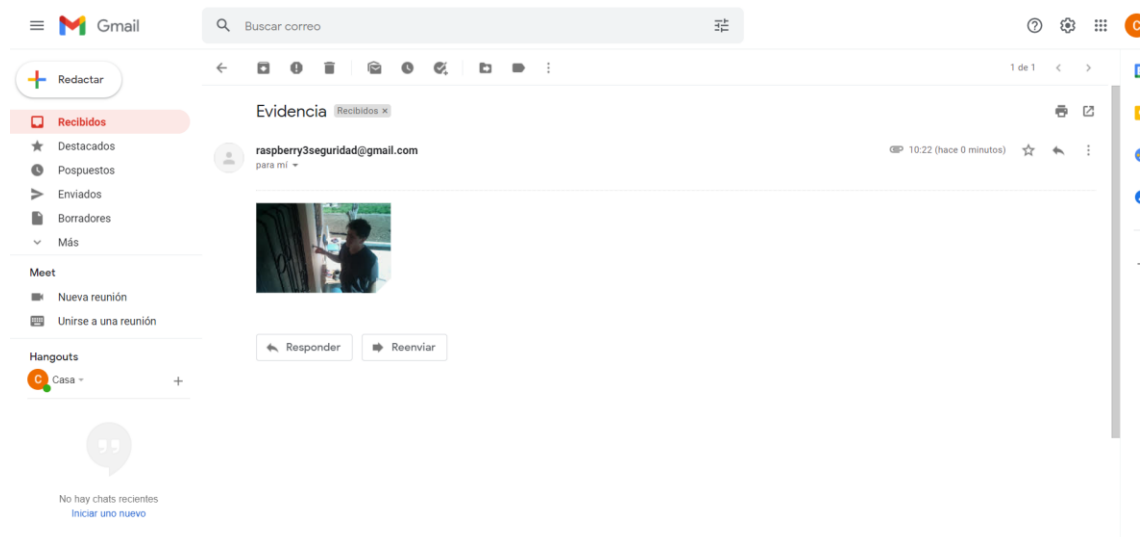 Gmail
Buscar correo
C
Redactar
1 de 1
Recibidos
Destacados
Pospuestos
Enviados
Borradores
Más
Evidencia Recibidos ×
raspberry3seguridad@gmail.com
para mí
10:22 (hace 0 minutos)
Responder
Reenviar
Meet
Nueva reunión
Unirse a una reunión
Hangouts
C Casa
No hay chats recientes
Iniciar uno nuevo